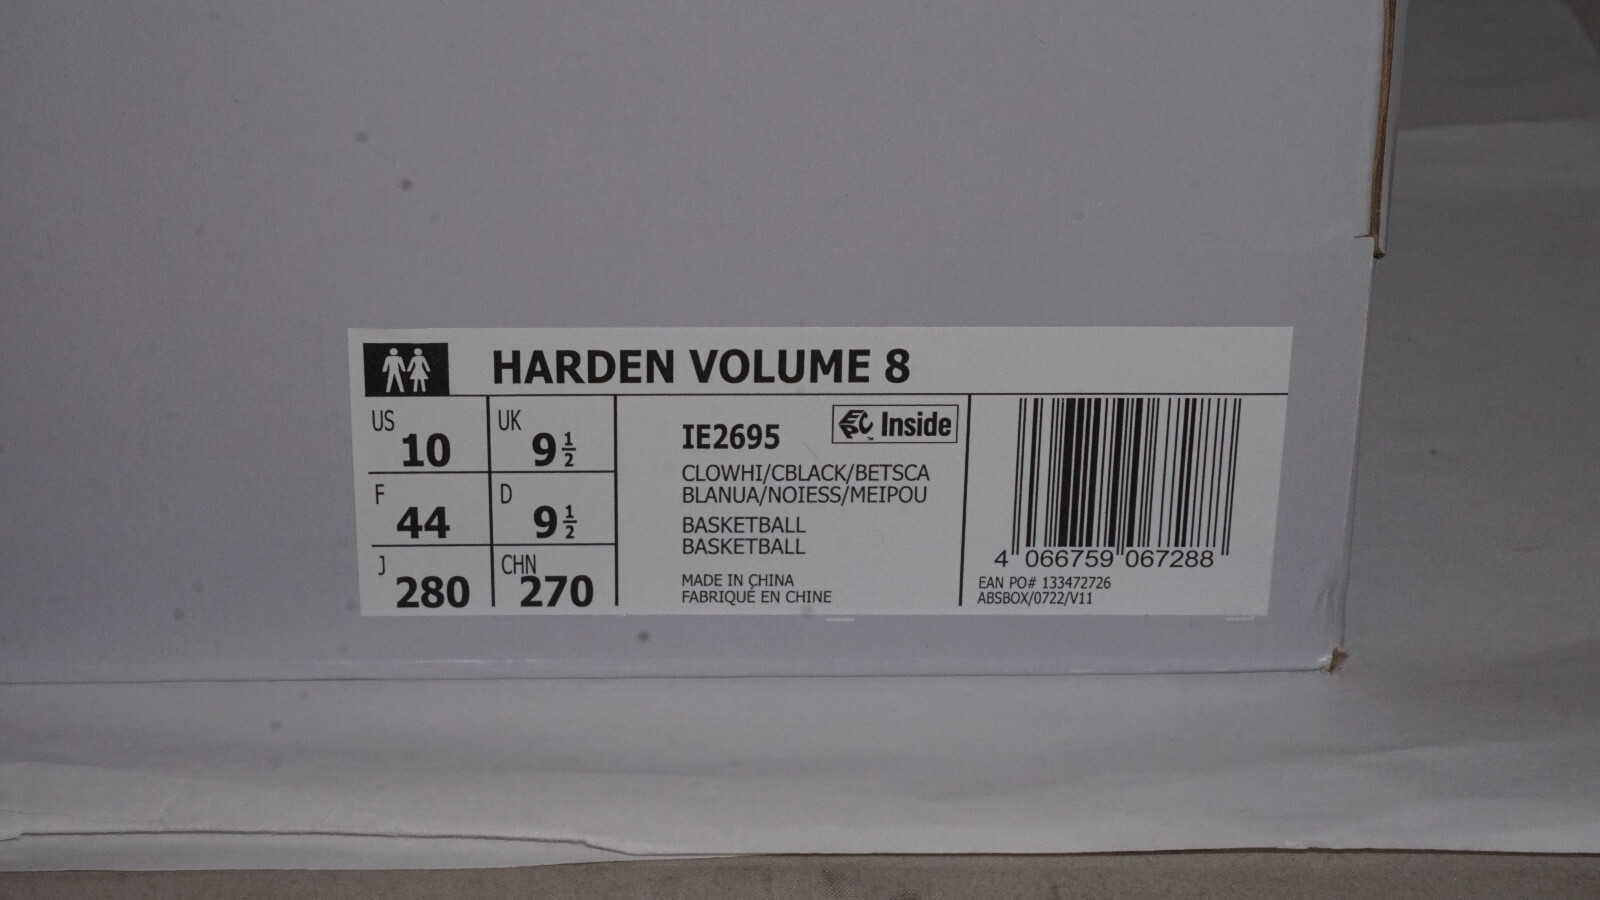 HARDEN VOLUME 8
US 10
UK 9 1/2
F 44
D 9 1/2
J 280
CHN 270
IE2695
EPC™ Inside
CLOWHI/CBLACK/BETSCA
BLANUA/NOIESS/MEIPOU
BASKETBALL
BASKETBALL
MADE IN CHINA
FABRIQUÉ EN CHINE
4 066759 067288
EAN PO# 133472726
ABSBOX/0722/V11